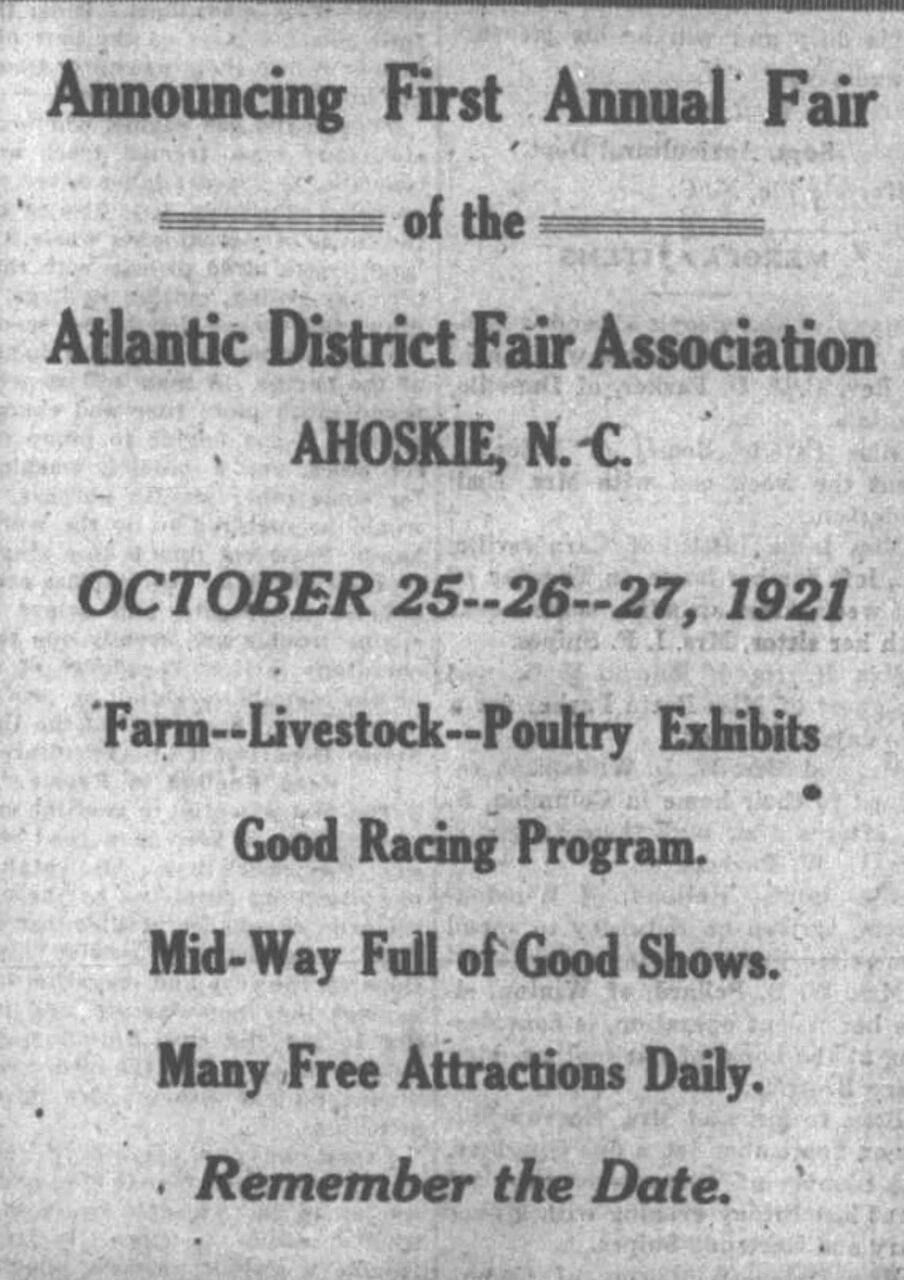 Announcing First Annual Fair
of the
Atlantic District Fair Association
AHOSKIE, N. C.
OCTOBER 25--26--27, 1921
Farm--Livestock--Poultry Exhibits
Good Racing Program.
Mid-Way Full of Good Shows.
Many Free Attractions Daily.
Remember the Date.